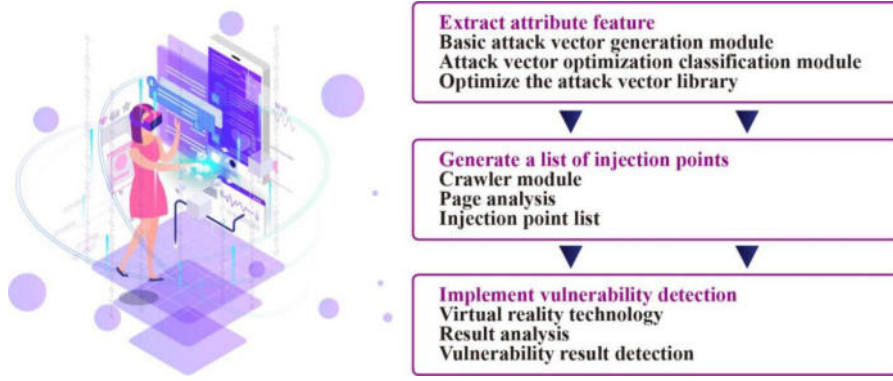 Extract attribute feature
Basic attack vector generation module
Attack vector optimization classification module
Optimize the attack vector library
Generate a list of injection points
Crawler module
Page analysis
Injection point list
Implement vulnerability detection
Virtual reality technology
Result analysis
Vulnerability result detection